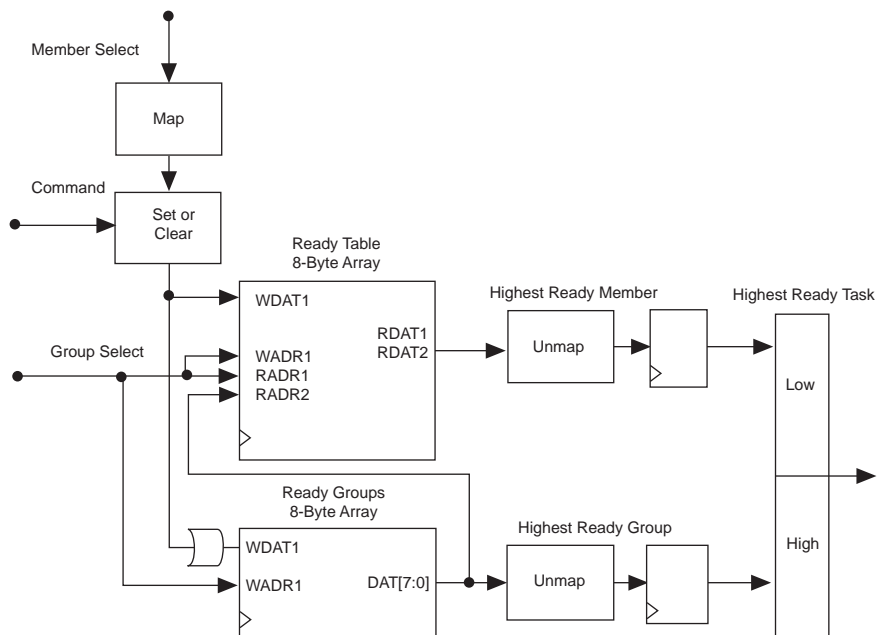 Member Select
Map
Command
Set or
Clear
Ready Table
8-Byte Array
WDAT1
Highest Ready Member
Highest Ready Task
RDAT1
RDAT2
Unmap
Group Select
WADR1
RADR1
RADR2
Low
Ready Groups
8-Byte Array
WDAT1
Highest Ready Group
High
WADR1
DAT[7:0]
Unmap